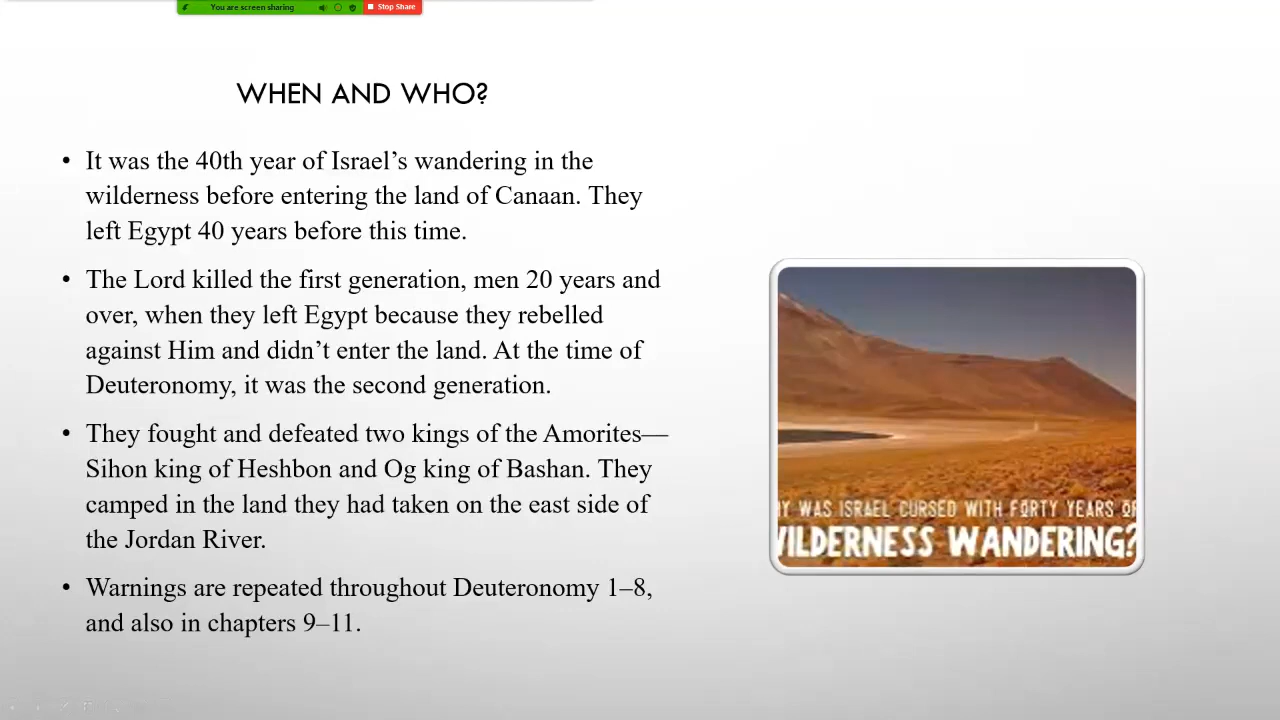 You are screen sharing
Stop Share
WHEN AND WHO?
• It was the 40th year of Israel’s wandering in the
wilderness before entering the land of Canaan. They
left Egypt 40 years before this time.
• The Lord killed the first generation, men 20 years and
over, when they left Egypt because they rebelled
against Him and didn’t enter the land. At the time of
Deuteronomy, it was the second generation.
• They fought and defeated two kings of the Amorites—
Sihon king of Heshbon and Og king of Bashan. They
camped in the land they had taken on the east side of
the Jordan River.
• Warnings are repeated throughout Deuteronomy 1–8,
and also in chapters 9–11.
Y WAS ISRAEL CURSED WITH FORTY YEARS OF
WILDERNESS WANDERING?